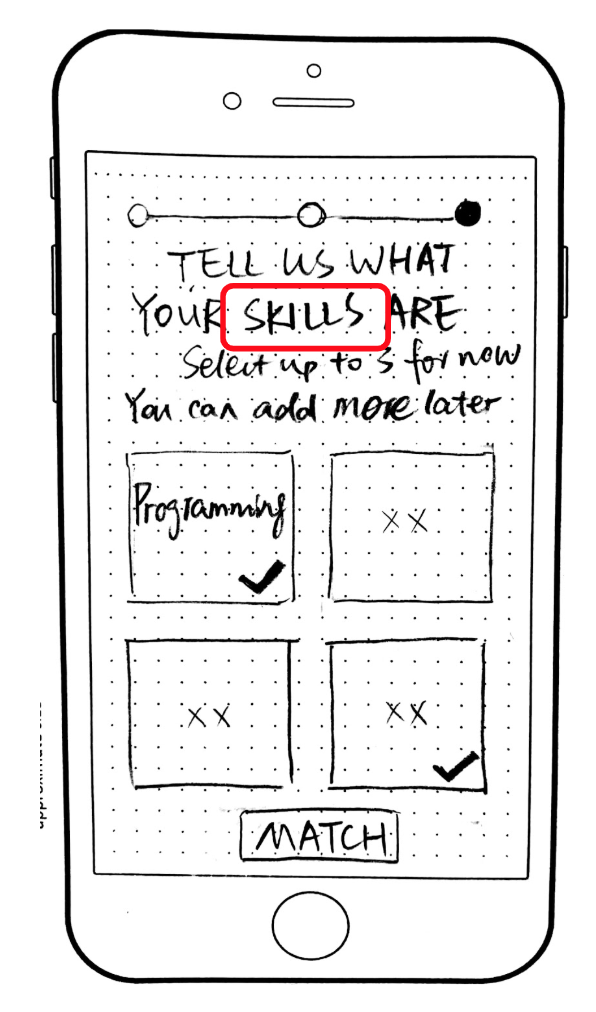 TELL US WHAT
YOUR SKILLS ARE
Select up to 3 for now
You can add more later
Programming
XX
XX
XX
MATCH